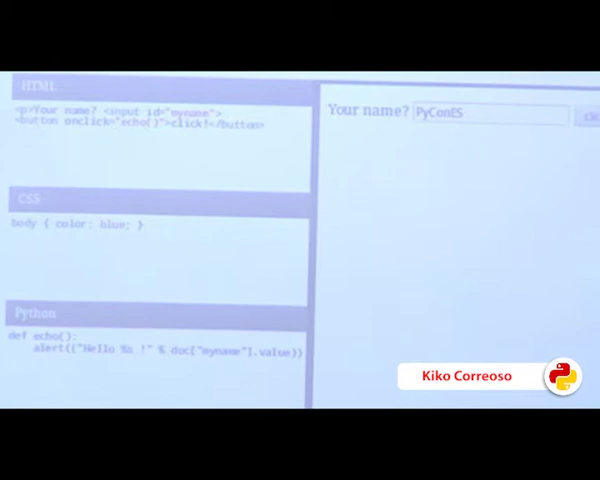 HTML
<p>Your name? <input id="myname">
<button onclick="echo()">click!</button>
CSS
body { color: blue; }
Python
def echo():
    alert(("Hello %s !" % doc["myname"].value))
Your name? PyConES
Kiko Correoso